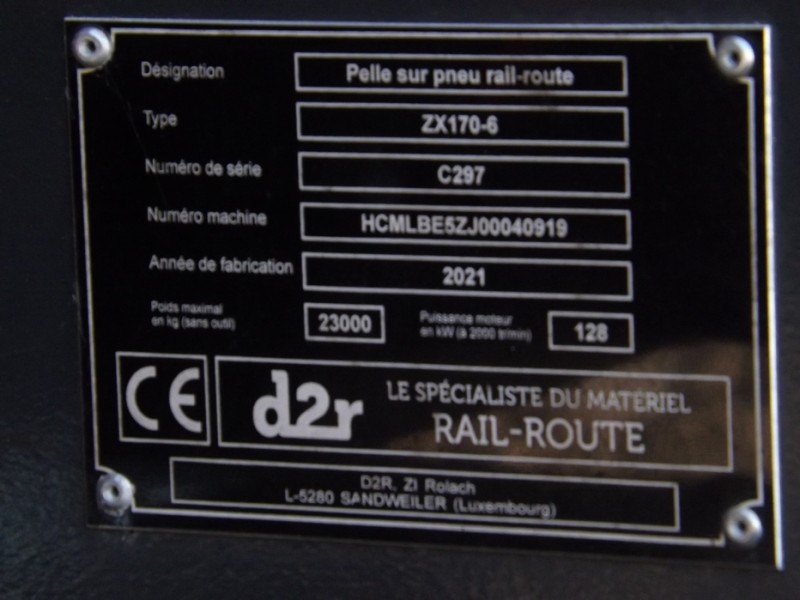 Désignation Pelle sur pneu rail-route
Type ZX170-6
Numéro de série C297
Numéro machine HCMLBE5ZJ00040919
Année de fabrication 2021
Poids maximal
en kg (sans outil) 23000
Puissance moteur
en kW (à 2000 tr/min) 128
CE
d2r
LE SPÉCIALISTE DU MATÉRIEL
RAIL-ROUTE
D2R, ZI Rolach
L-5280 SANDWEILER (Luxembourg)